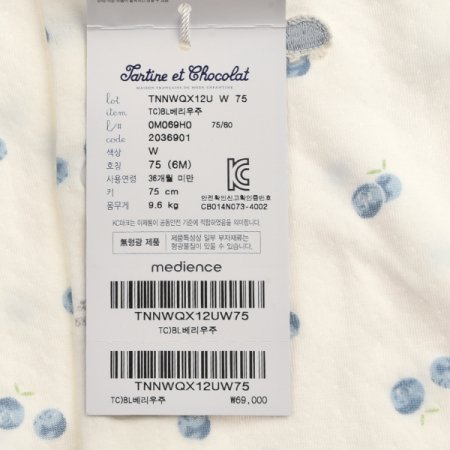 Tartine et Chocolat
MAISON FRANÇAISE DE MODE ENFANTINE
lot TNNWQX12U W 75
item TC)BL베리우주
l/# 0M069H0 75/80
code 2036901
색상 W
호칭 75 (6M)
사용연령 36개월 미만
키 75 cm
몸무게 9.6 kg
안전확인신고확인증번호
CB014N073-4002
KC마크는 이제품이 공통안전 기준에 적합하였음을 의미합니다.
無형광 제품 제품특성상 일부 부자재류는
형광물질이 있을 수 있습니다.
medience
TNNWQX12UW75
TC)BL베리우주
TNNWQX12UW75
TC)BL베리우주 ₩69,000